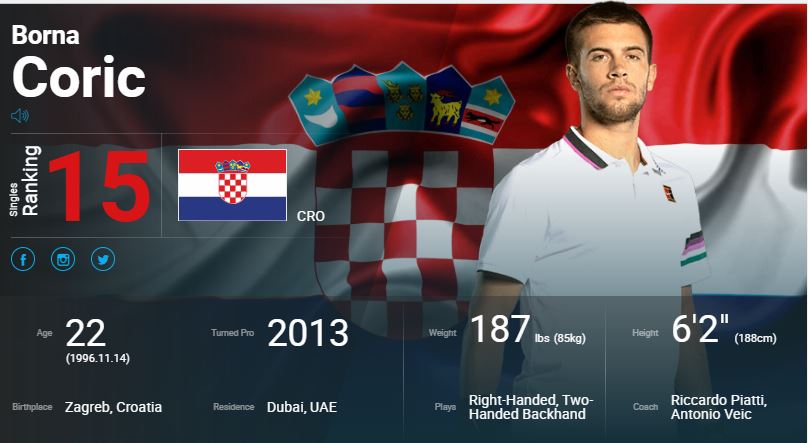 Borna
Coric
Singles
Ranking
15
CRO
Age
22
(1996.11.14)
Turned Pro
2013
Weight
187 lbs (85kg)
Height
6'2" (188cm)
Birthplace
Zagreb, Croatia
Residence
Dubai, UAE
Plays
Right-Handed, Two-
Handed Backhand
Coach
Riccardo Piatti,
Antonio Veic